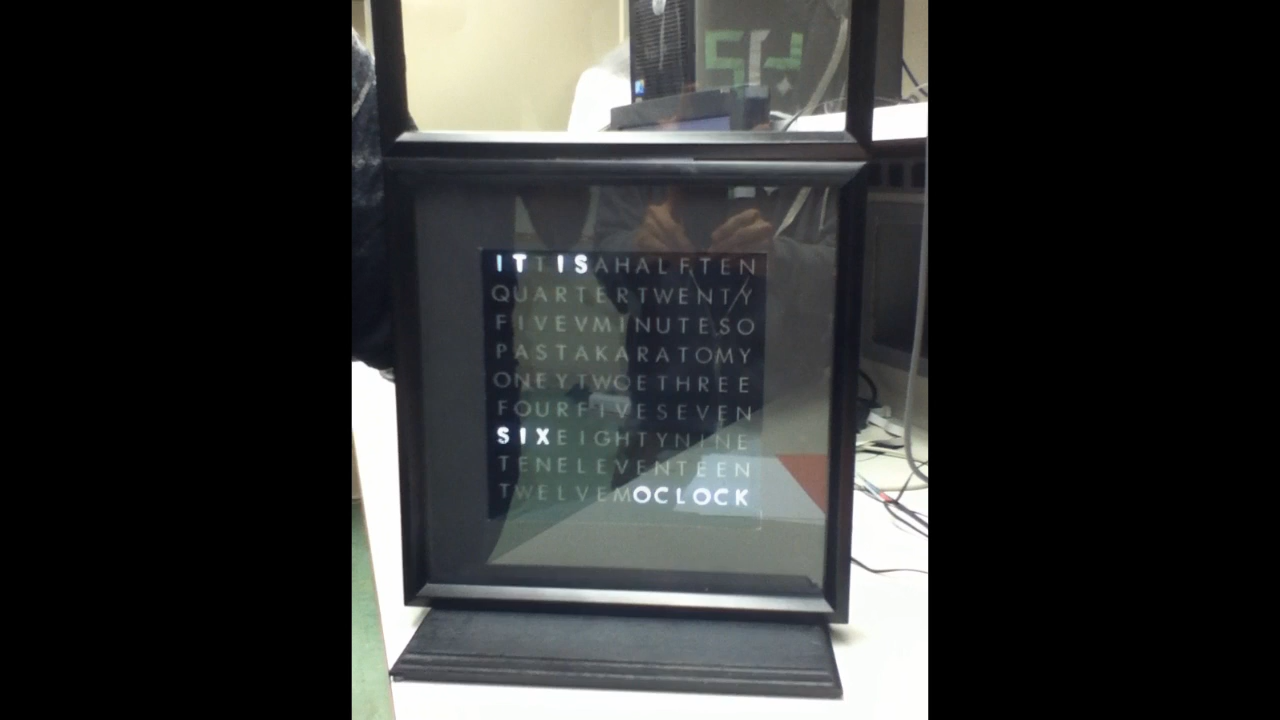 ITTISAHALFTEN
QUARTERTWENTY
FIVEVMINUTESO
PASTAKARATOMY
ONEYTWOETHREE
FOURFIVESEVEN
SIXEIGHTYNINE
TENELEVENTEEN
TWELVEMOCLOCK